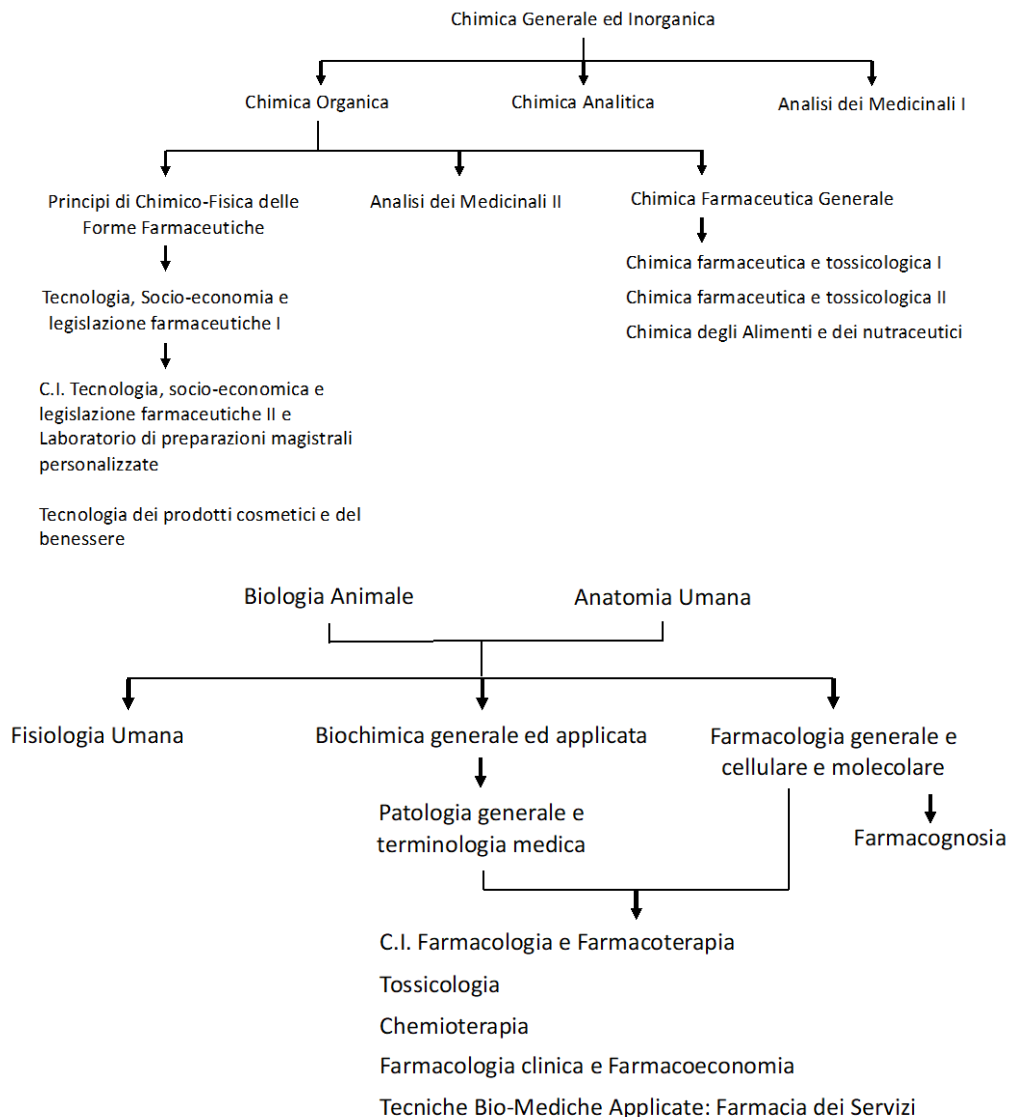 Chimica Generale ed Inorganica
Chimica Organica
Chimica Analitica
Analisi dei Medicinali I
Principi di Chimico-Fisica delle
Forme Farmaceutiche
Analisi dei Medicinali II
Chimica Farmaceutica Generale
Tecnologia, Socio-economia e
legislazione farmaceutiche I
Chimica farmaceutica e tossicologica I
Chimica farmaceutica e tossicologica II
Chimica degli Alimenti e dei nutraceutici
C.I. Tecnologia, socio-economica e
legislazione farmaceutiche II e
Laboratorio di preparazioni magistrali
personalizzate
Tecnologia dei prodotti cosmetici e del
benessere
Biologia Animale
Anatomia Umana
Fisiologia Umana
Biochimica generale ed applicata
Farmacologia generale e
cellulare e molecolare
Patologia generale e
terminologia medica
Farmacognosia
C.I. Farmacologia e Farmacoterapia
Tossicologia
Chemioterapia
Farmacologia clinica e Farmacoeconomia
Tecniche Bio-Mediche Applicate: Farmacia dei Servizi